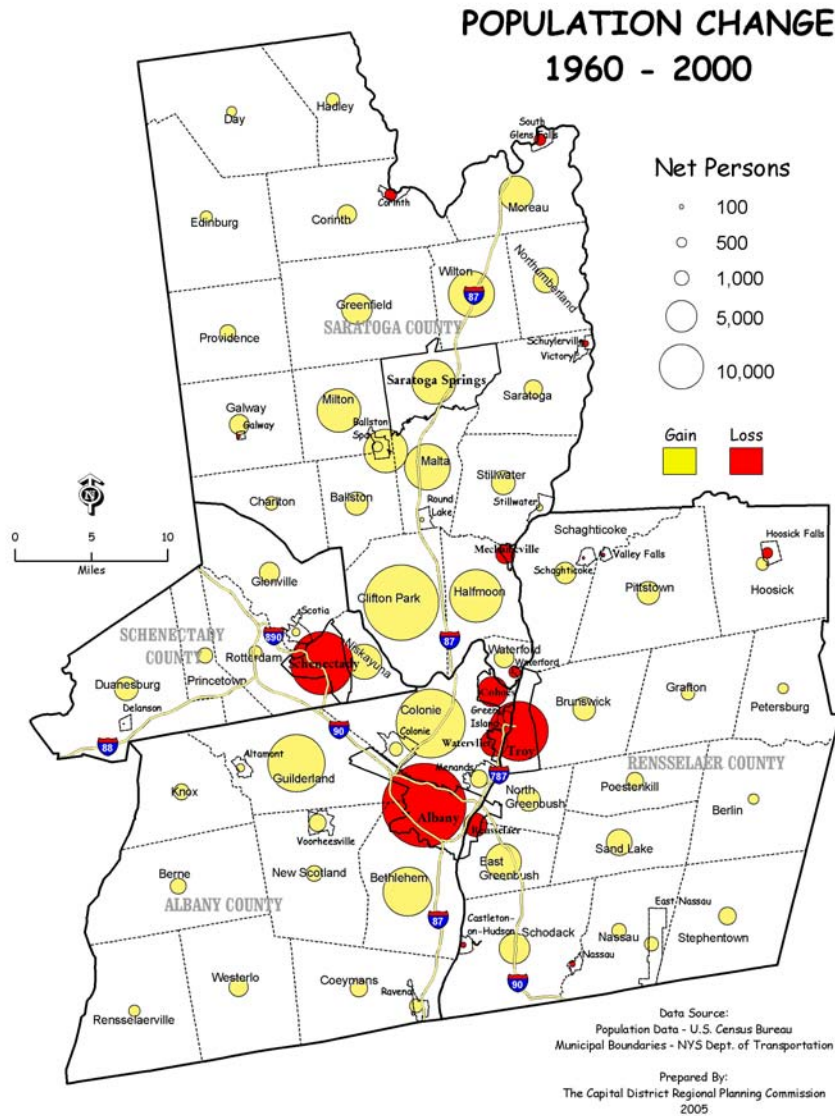 POPULATION CHANGE
1960 - 2000
Net Persons
100
500
1,000
5,000
10,000
Gain
Loss
N
0
5
10
Miles
Day
Hadley
South
Glens Falls
Corinth
Edinburg
Corinth
Moreau
Wilton
87
Northumberland
Greenfield
SARATOGA COUNTY
Providence
Schuylerville
Victory
Saratoga Springs
Saratoga
Milton
Galway
Galway
Ballston
Spa
Malta
Stillwater
Stillwater
Charlton
Ballston
Round
Lake
Mechanicville
Schaghticoke
Hoosick Falls
Valley Falls
Schaghticoke
Pittstown
Hoosick
Glenville
Clifton Park
Halfmoon
Scotia
890
87
SCHENECTADY
COUNTY
Rotterdam
Schenectady
Niskayuna
Waterford
Waterford
Duanesburg
Princetown
Delanson
88
90
Cohoes
Green
Island
Colonie
Colonie
Watervliet
Troy
Brunswick
Grafton
Petersburg
RENSSELAER COUNTY
Altamont
Guilderland
Menands
787
North
Greenbush
Poestenkill
Knox
Albany
Rensselaer
Berlin
Voorheesville
Sand Lake
Berne
New Scotland
Bethlehem
East
Greenbush
ALBANY COUNTY
87
Castleton-
on-Hudson
Schodack
Nassau
East Nassau
Stephentown
Nassau
Westerlo
Coeymans
Ravena
90
Rensselaerville
Data Source:
Population Data - U.S. Census Bureau
Municipal Boundaries - NYS Dept. of Transportation
Prepared By:
The Capital District Regional Planning Commission
2005